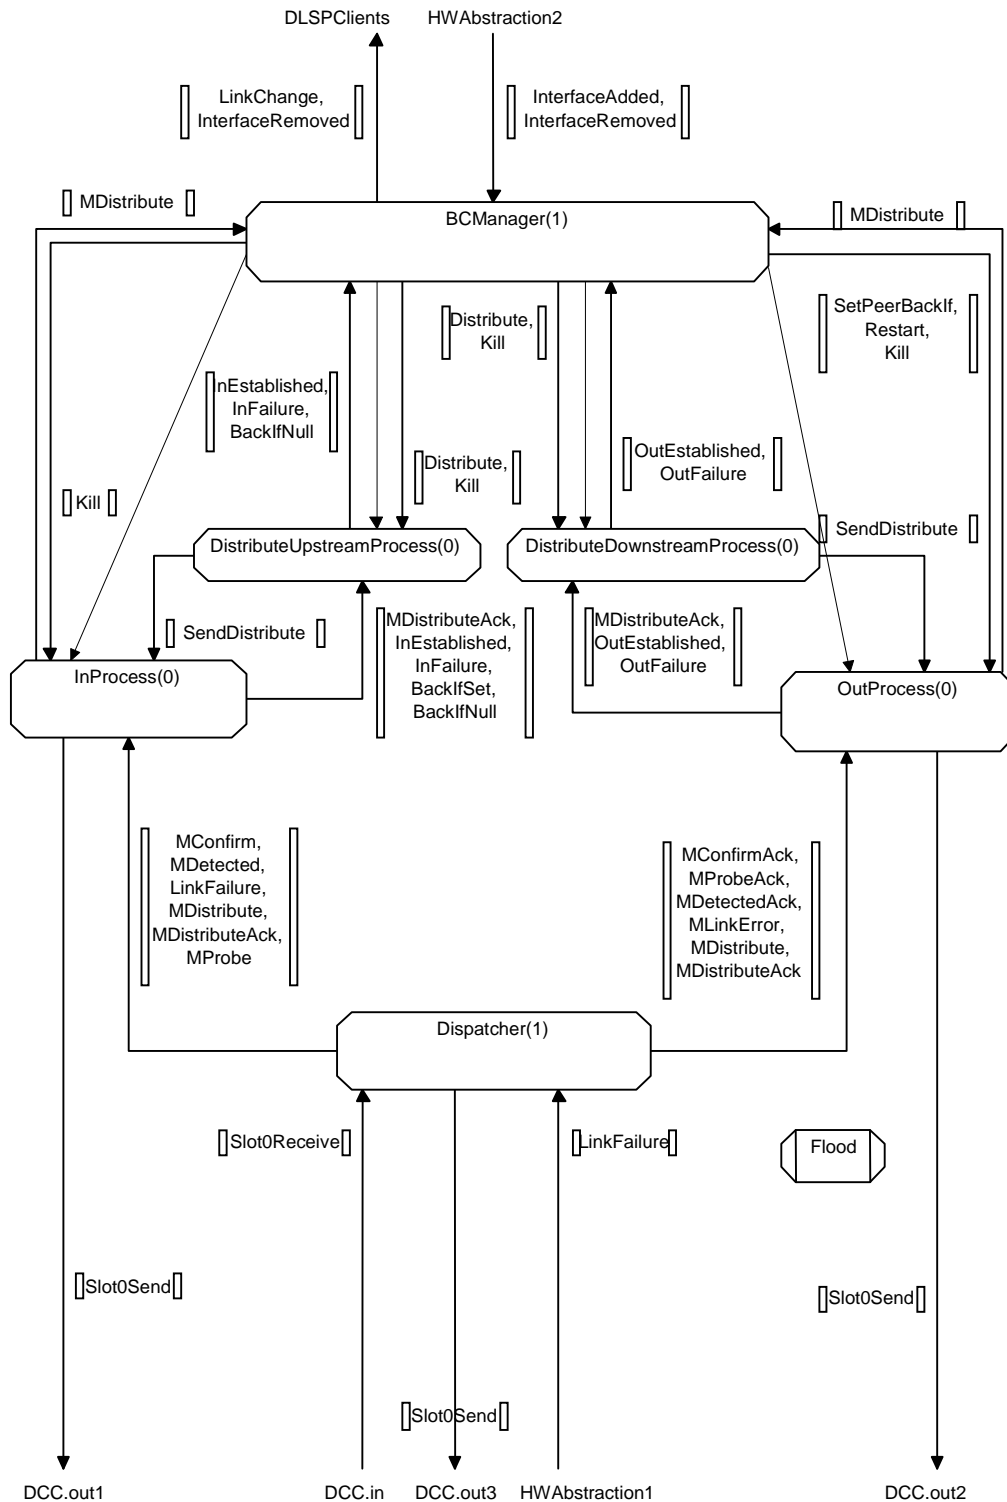 DLSPClients
HWAbstraction2
LinkChange,
InterfaceRemoved
InterfaceAdded,
InterfaceRemoved
MDistribute
BCManager(1)
MDistribute
SetPeerBackIf,
Restart,
Kill
Distribute,
Kill
InEstablished,
InFailure,
BackIfNull
Distribute,
Kill
OutEstablished,
OutFailure
Kill
SendDistribute
DistributeUpstreamProcess(0)
DistributeDownstreamProcess(0)
SendDistribute
MDistributeAck,
InEstablished,
InFailure,
BackIfSet,
BackIfNull
MDistributeAck,
OutEstablished,
OutFailure
InProcess(0)
OutProcess(0)
MConfirm,
MDetected,
LinkFailure,
MDistribute,
MDistributeAck,
MProbe
MConfirmAck,
MProbeAck,
MDetectedAck,
MLinkError,
MDistribute,
MDistributeAck
Dispatcher(1)
Slot0Receive
LinkFailure
Flood
Slot0Send
Slot0Send
Slot0Send
DCC.out1
DCC.in
DCC.out3
HWAbstraction1
DCC.out2